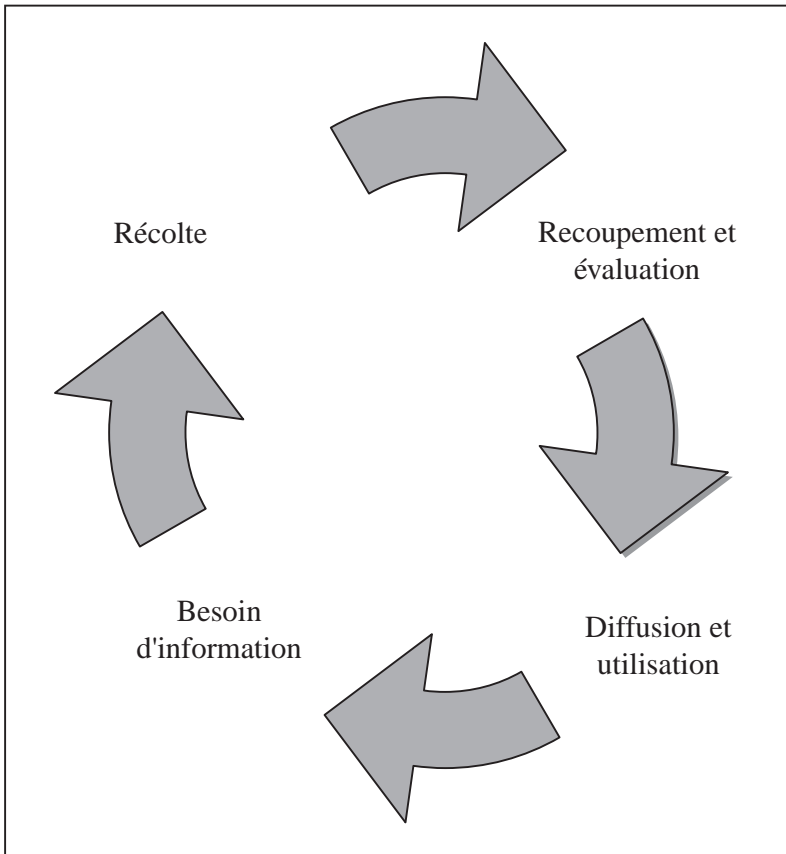 Récolte
Recoupement et
évaluation
Besoin
d'information
Diffusion et
utilisation